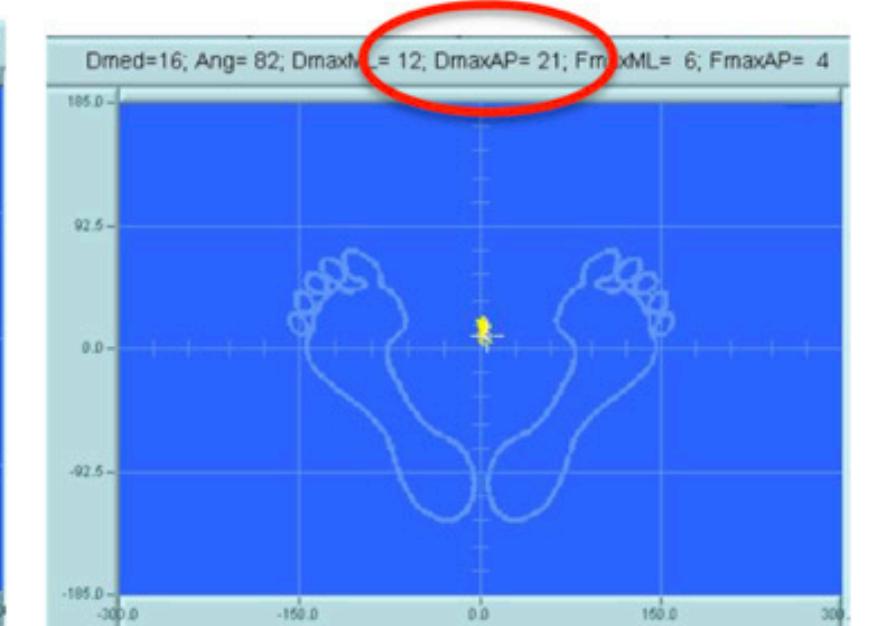 Dmed=16; Ang= 82; DmaxML= 12; DmaxAP= 21; FmaxML= 6; FmaxAP= 4
185.0
92.5
0.0
-92.5
-185.0
-300.0 -150.0 0.0 150.0 300.